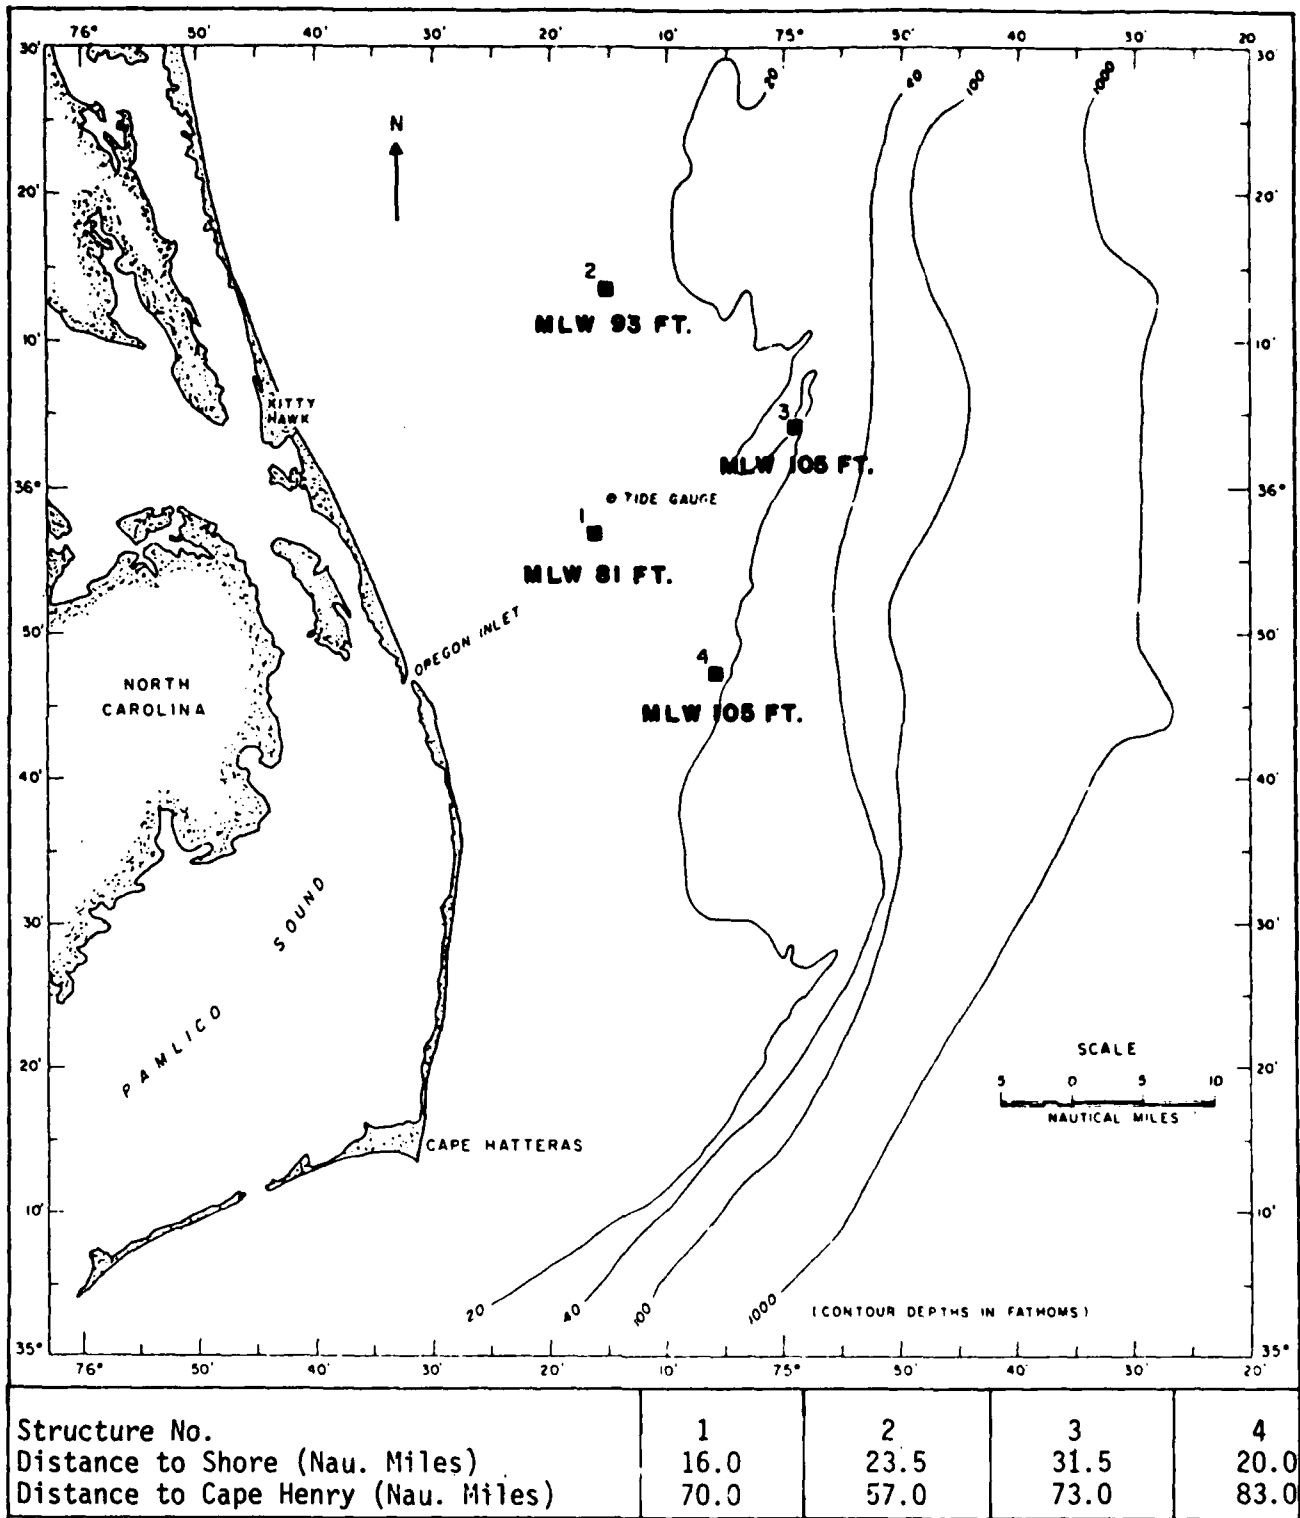 76° 50' 40' 30' 20' 10' 75° 50' 40' 30' 20'
30' 30'
20 40 100 1000
N
20' 20'
2
MLW 93 FT.
10' 10'
KITTY
HAWK
3
MLW 105 FT.
36° 36°
TIDE GAUGE
1
MLW 81 FT.
50' 50'
OREGON INLET
4
NORTH
CAROLINA
MLW 105 FT.
40' 40'
30' 30'
PAMLICO SOUND
20' 20'
SCALE
5 0 5 10
NAUTICAL MILES
CAPE HATTERAS
10' 10'
20 40 100 1000
(CONTOUR DEPTHS IN FATHOMS)
35° 35°
76° 50' 40' 30' 20' 10' 75° 50' 40' 30' 20'
Structure No. 1 2 3 4
Distance to Shore (Nau. Miles) 16.0 23.5 31.5 20.0
Distance to Cape Henry (Nau. Miles) 70.0 57.0 73.0 83.0